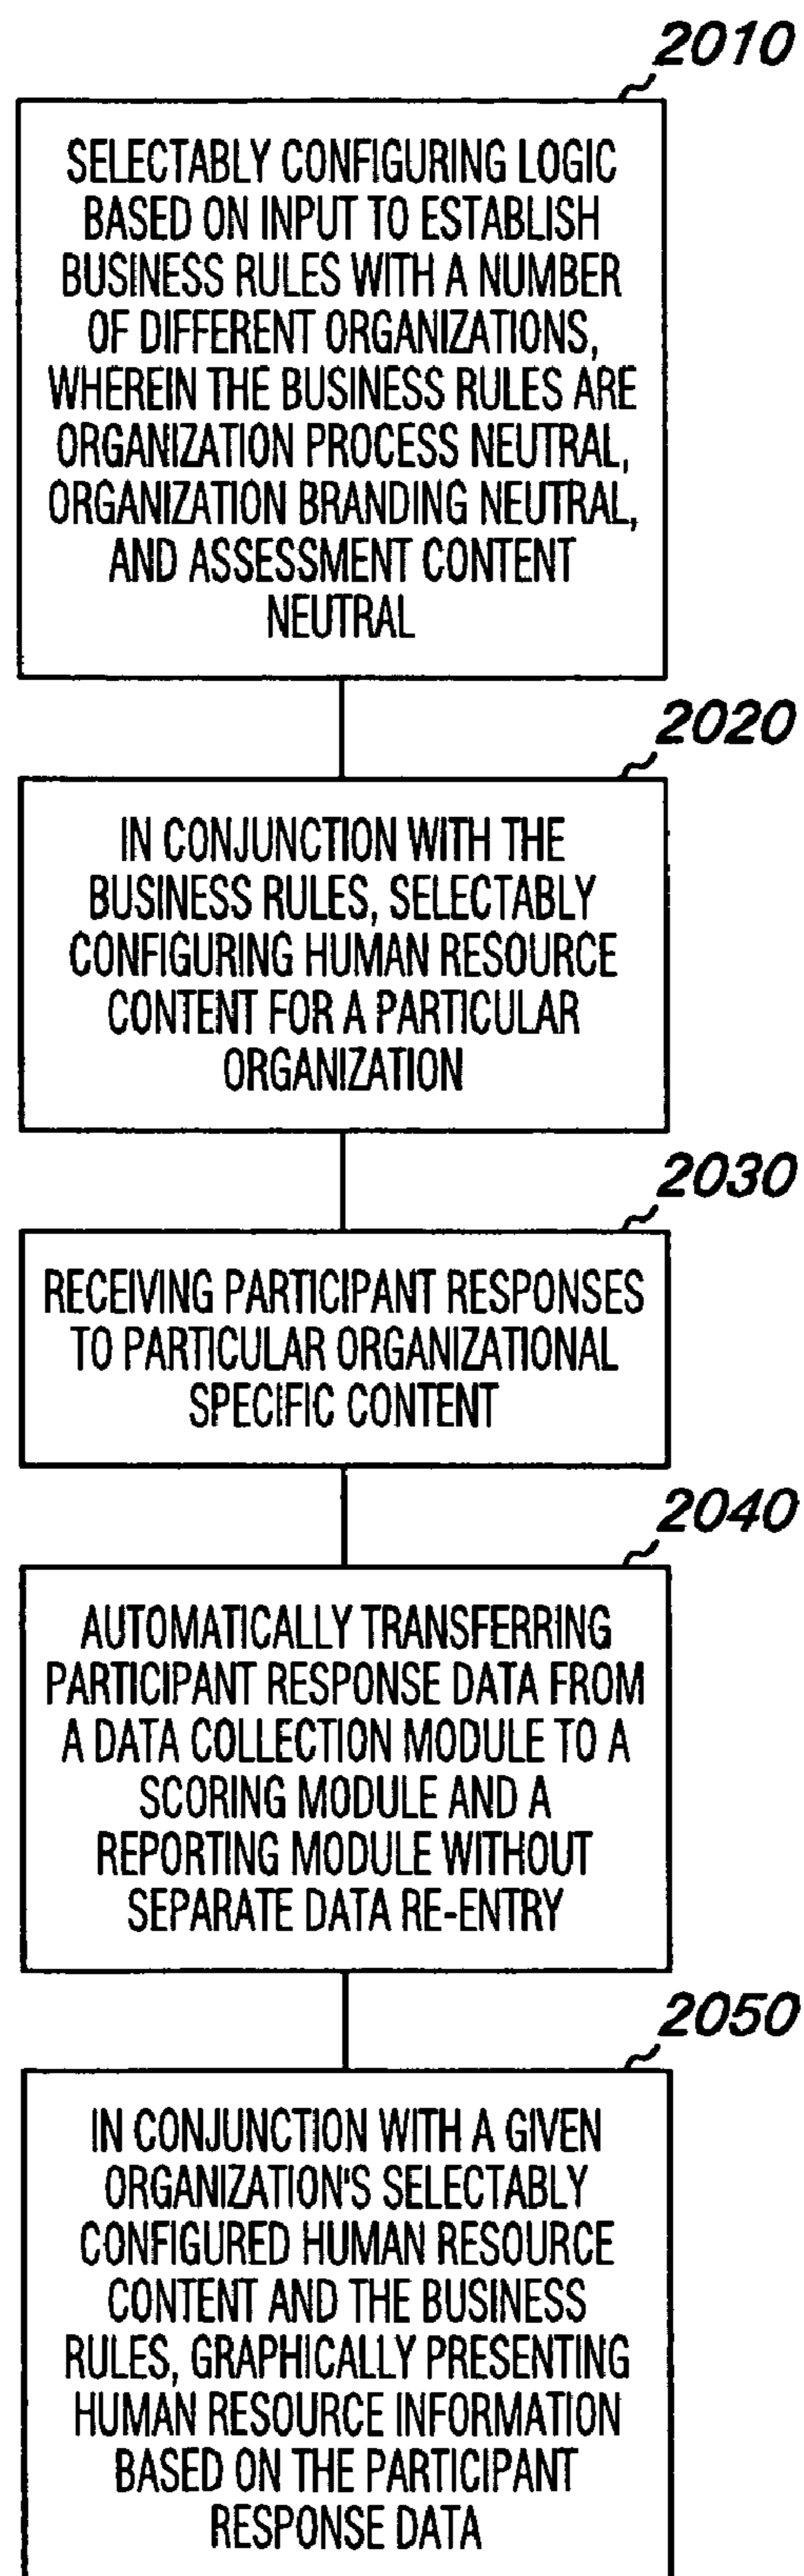 2010
SELECTABLY CONFIGURING LOGIC
BASED ON INPUT TO ESTABLISH
BUSINESS RULES WITH A NUMBER
OF DIFFERENT ORGANIZATIONS,
WHEREIN THE BUSINESS RULES ARE
ORGANIZATION PROCESS NEUTRAL,
ORGANIZATION BRANDING NEUTRAL,
AND ASSESSMENT CONTENT
NEUTRAL
2020
IN CONJUNCTION WITH THE
BUSINESS RULES, SELECTABLY
CONFIGURING HUMAN RESOURCE
CONTENT FOR A PARTICULAR
ORGANIZATION
2030
RECEIVING PARTICIPANT RESPONSES
TO PARTICULAR ORGANIZATIONAL
SPECIFIC CONTENT
2040
AUTOMATICALLY TRANSFERRING
PARTICIPANT RESPONSE DATA FROM
A DATA COLLECTION MODULE TO A
SCORING MODULE AND A
REPORTING MODULE WITHOUT
SEPARATE DATA RE-ENTRY
2050
IN CONJUNCTION WITH A GIVEN
ORGANIZATION'S SELECTABLY
CONFIGURED HUMAN RESOURCE
CONTENT AND THE BUSINESS
RULES, GRAPHICALLY PRESENTING
HUMAN RESOURCE INFORMATION
BASED ON THE PARTICIPANT
RESPONSE DATA